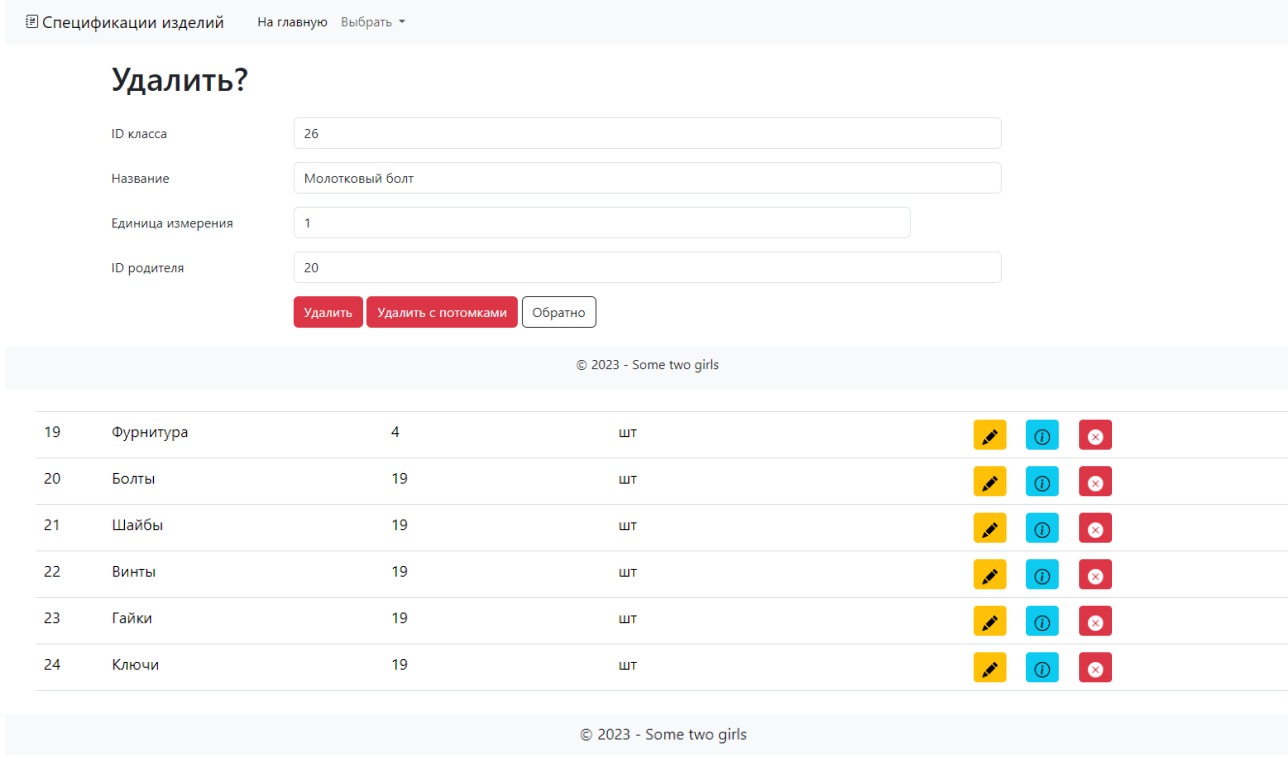 Спецификации изделий На главную Выбрать
Удалить?
ID класса 26
Название Молотковый болт
Единица измерения 1
ID родителя 20
Удалить Удалить с потомками Обратно
© 2023 - Some two girls
19 Фурнитура 4 шт
20 Болты 19 шт
21 Шайбы 19 шт
22 Винты 19 шт
23 Гайки 19 шт
24 Ключи 19 шт
© 2023 - Some two girls